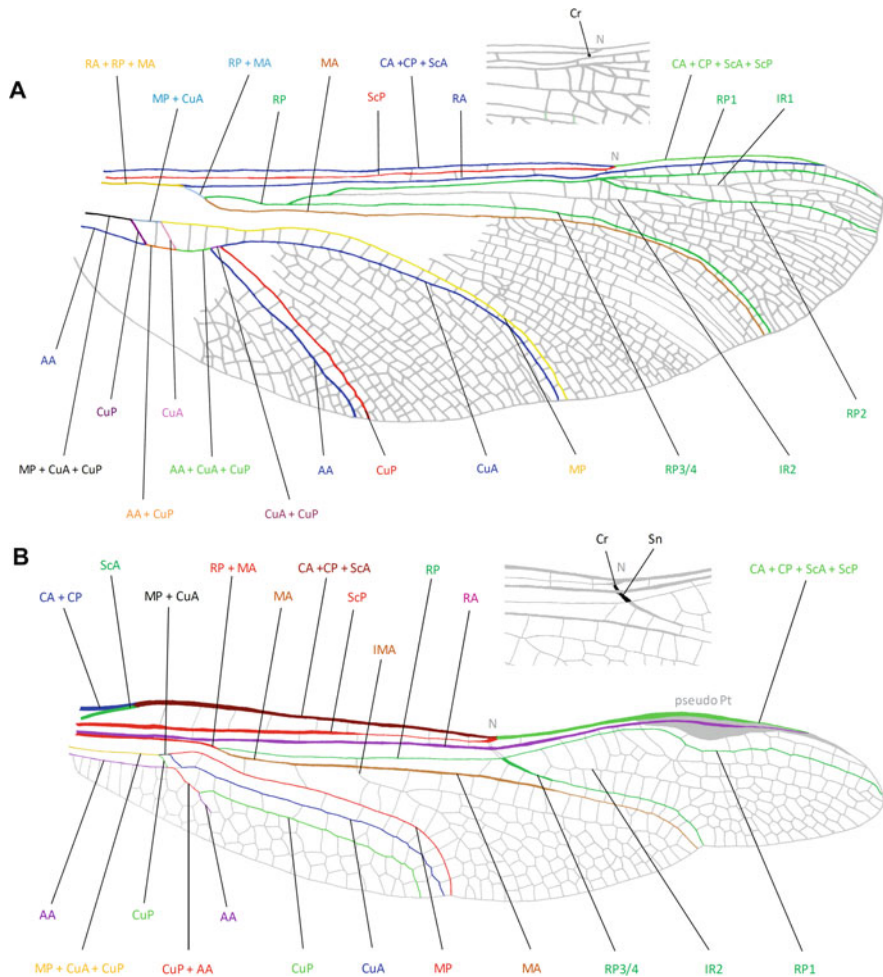 Cr
N
RA + RP + MA
RP + MA
MA
CA +CP + ScA
CA + CP + ScA + ScP
A
MP + CuA
RP
ScP
RA
RP1
IR1
N
AA
CuP
CuA
RP2
MP + CuA + CuP
AA + CuA + CuP
AA
CuP
CuA
MP
RP3/4
IR2
AA + CuP
CuA + CuP
B
Cr
N
Sn
ScA
RP + MA
CA +CP + ScA
RP
CA + CP + ScA + ScP
CA + CP
MP + CuA
MA
ScP
RA
IMA
pseudo Pt
N
AA
CuP
AA
MP + CuA + CuP
CuP + AA
CuP
CuA
MP
MA
RP3/4
IR2
RP1